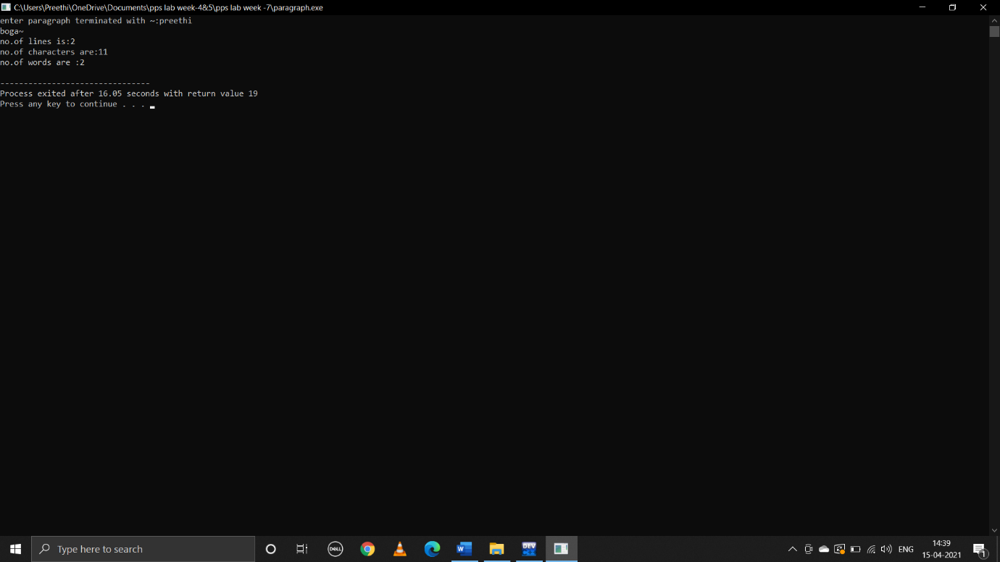 C:\Users\Preethi\OneDrive\Documents\pps lab week-4&5\pps lab week -7\paragraph.exe
enter paragraph terminated with ~:preethi
boga~
no.of lines is:2
no.of characters are:11
no.of words are :2
--------------------------------
Process exited after 16.05 seconds with return value 19
Press any key to continue . . .
Type here to search
DELL
W
DEV
C++
ENG
14:39
15-04-2021
1